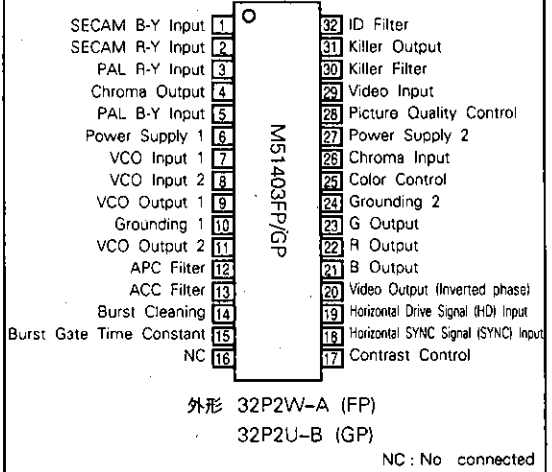 SECAM B-Y Input 1
SECAM R-Y Input 2
PAL R-Y Input 3
Chroma Output 4
PAL B-Y Input 5
Power Supply 1 6
VCO Input 1 7
VCO Input 2 8
VCO Output 1 9
Grounding 1 10
VCO Output 2 11
APC Filter 12
ACC Filter 13
Burst Cleaning 14
Burst Gate Time Constant 15
NC 16
M51403FP/GP
32 ID Filter
31 Killer Output
30 Killer Filter
29 Video Input
28 Picture Quality Control
27 Power Supply 2
26 Chroma Input
25 Color Control
24 Grounding 2
23 G Output
22 R Output
21 B Output
20 Video Output (Inverted phase)
19 Horizontal Drive Signal (HD) Input
18 Horizontal SYNC Signal (SYNC) Input
17 Contrast Control
外形 32P2W-A (FP)
32P2U-B (GP)
NC : No connected